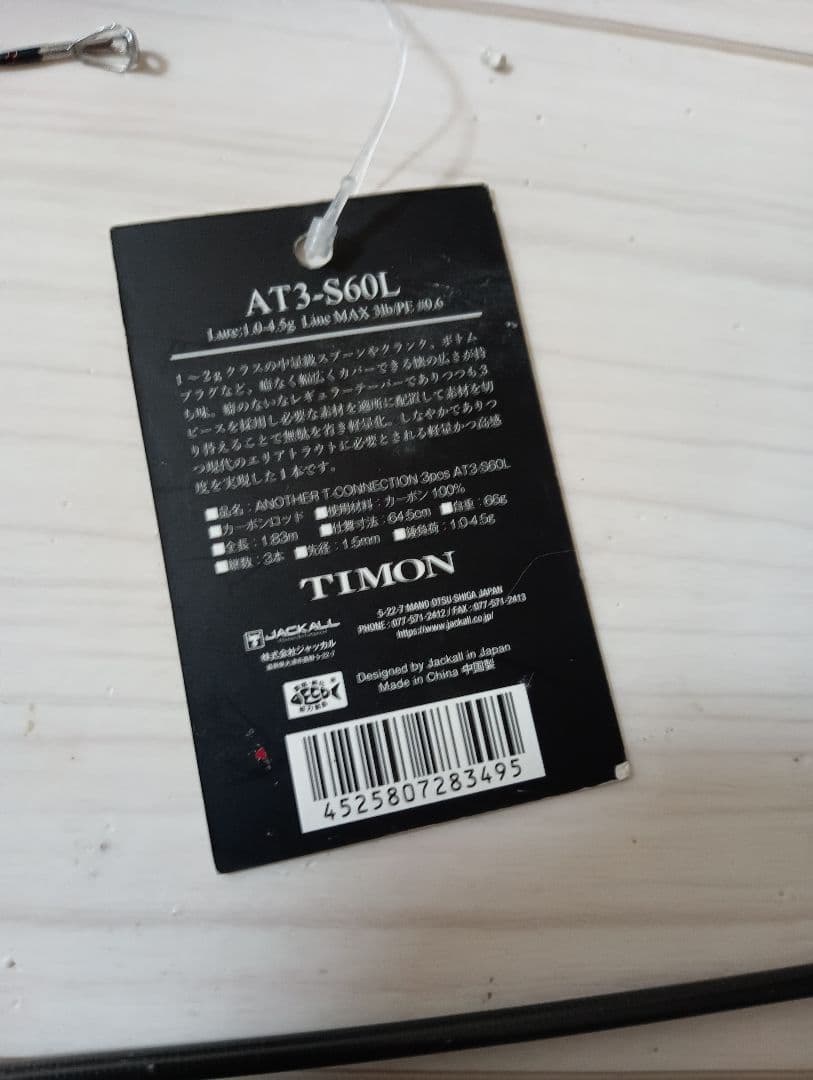 AT3-S60L
Lure:1.0-4.5g Line MAX 3lb/PE #0.6
1～2gクラスの中量級スプーンやクランク、ボトム
プラグなど、癖なく幅広くカバーできる懐の広さが持
ち味。癖のないなレギュラーテーパーでありつつも3
ピースを採用し必要な素材を適所に配置して素材を切
り替えることで無駄を省き軽量化。しなやかでありつ
つ現代のエリアトラウトに必要とされる軽量かつ高感
度を実現した1本です。
■品名：ANOTHER T-CONNECTION 3pcs AT3-S60L
■カーボンロッド ■使用材料：カーボン100%
■全長：1.83m ■仕舞寸法：64.5cm ■自重：66g
■継数：3本 ■先径：1.5mm ■錘負荷：1.0-4.5g
TIMON
JACKALL
株式会社ジャッカル
5-22-7 MANO OTSU SHIGA JAPAN
PHONE : 077-571-2412 / FAX : 077-571-2413
https://www.jackall.co.jp/
ECO
Designed by Jackall in Japan
Made in China 中国製
4525807283495